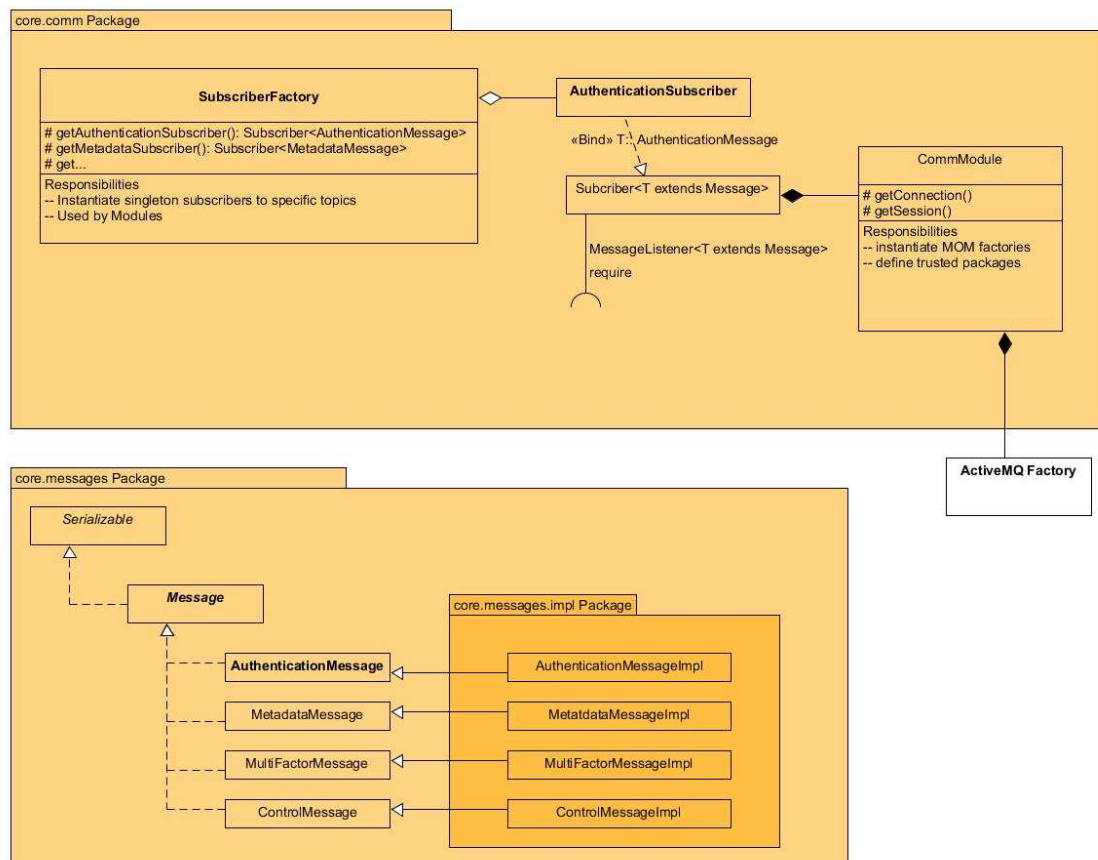 core.comm Package
SubscriberFactory
# getAuthenticationSubscriber(): Subscriber<AuthenticationMessage>
# getMetadataSubscriber(): Subscriber<MetadataMessage>
# get...
Responsibilities
-- Instantiate singleton subscribers to specific topics
-- Used by Modules
AuthenticationSubscriber
«Bind» T:: AuthenticationMessage
Subcriber<T extends Message>
MessageListener<T extends Message>
require
CommModule
# getConnection()
# getSession()
Responsibilities
-- instantiate MOM factories
-- define trusted packages
ActiveMQ Factory
core.messages Package
Serializable
Message
core.messages.impl Package
AuthenticationMessage
AuthenticationMessageImpl
MetadataMessage
MetatdataMessageImpl
MultiFactorMessage
MultiFactorMessageImpl
ControlMessage
ControlMessageImpl